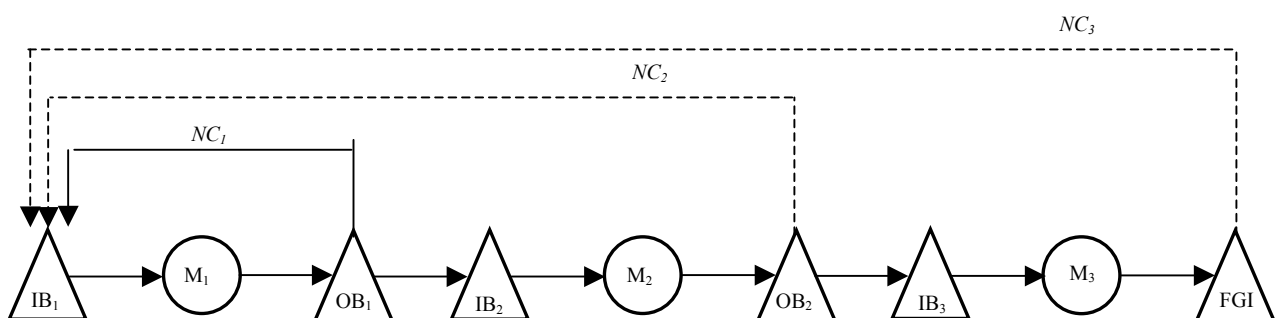 NC₃
NC₂
NC₁
IB₁ M₁ OB₁ IB₂ M₂ OB₂ IB₃ M₃ FGI